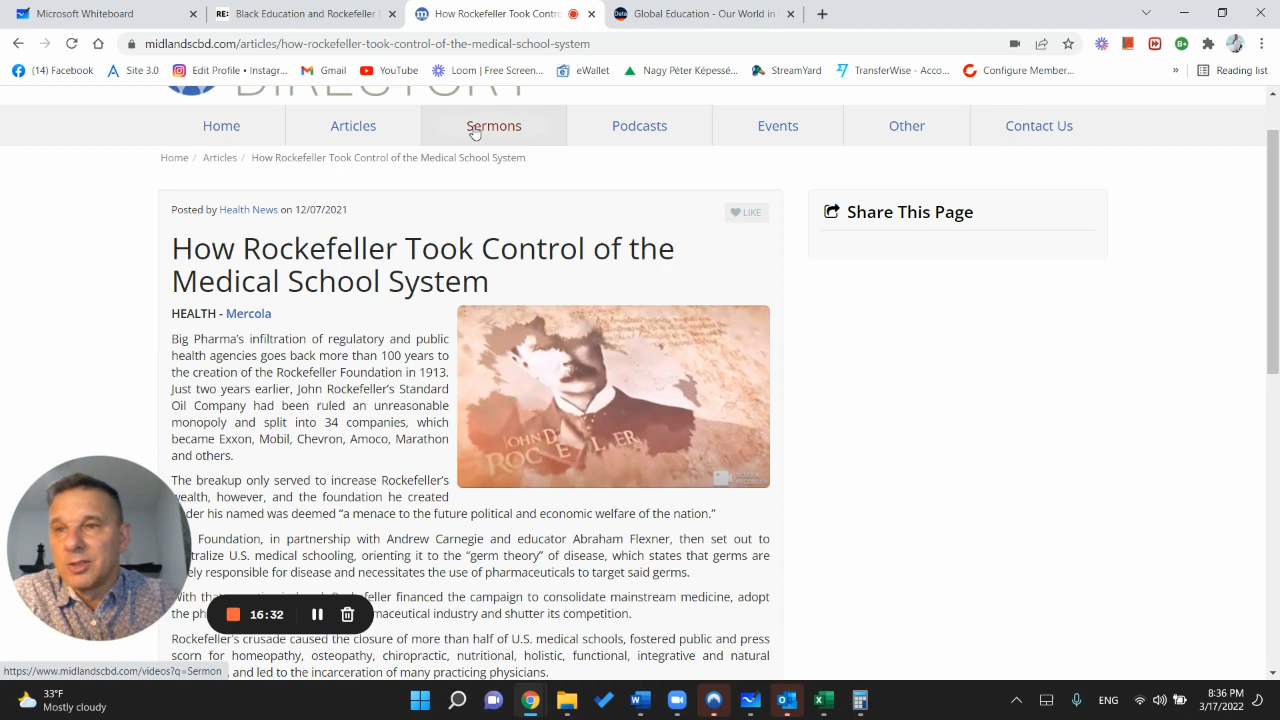 Microsoft Whiteboard
Black Education and Rockefeller
How Rockefeller Took Contro
Global Education - Our World in
midlandscbd.com/articles/how-rockefeller-took-control-of-the-medical-school-system
(14) Facebook
Site 3.0
Edit Profile • Instagr...
Gmail
YouTube
Loom | Free Screen...
eWallet
Nagy Péter Képessé...
StreamYard
TransferWise - Acco...
Configure Member...
»
Reading list
DIRECTORY
Home
Articles
Sermons
Podcasts
Events
Other
Contact Us
Home / Articles / How Rockefeller Took Control of the Medical School System
Posted by Health News on 12/07/2021
LIKE
Share This Page
How Rockefeller Took Control of the
Medical School System
HEALTH - Mercola
Big Pharma's infiltration of regulatory and public
health agencies goes back more than 100 years to
the creation of the Rockefeller Foundation in 1913.
Just two years earlier, John Rockefeller's Standard
Oil Company had been ruled an unreasonable
monopoly and split into 34 companies, which
became Exxon, Mobil, Chevron, Amoco, Marathon
and others.
JOHN D
ROCKEFELLER
The breakup only served to increase Rockefeller's
wealth, however, and the foundation he created
under his named was deemed “a menace to the future political and economic welfare of the nation.”
Foundation, in partnership with Andrew Carnegie and educator Abraham Flexner, then set out to
U.S. medical schooling, orienting it to the “germ theory” of disease, which states that germs are
responsible for disease and necessitates the use of pharmaceuticals to target said germs.
financed the campaign to consolidate mainstream medicine, adopt
the industry and shutter its competition.
16:32
Rockefeller's crusade caused the closure of more than half of U.S. medical schools, fostered public and press
scorn for homeopathy, osteopathy, chiropractic, nutritional, holistic, functional, integrative and natural
and led to the incarceration of many practicing physicians.
https://www.midlandscbd.com/videos?q=Sermon
33°F
Mostly cloudy
ENG
8:36 PM
3/17/2022